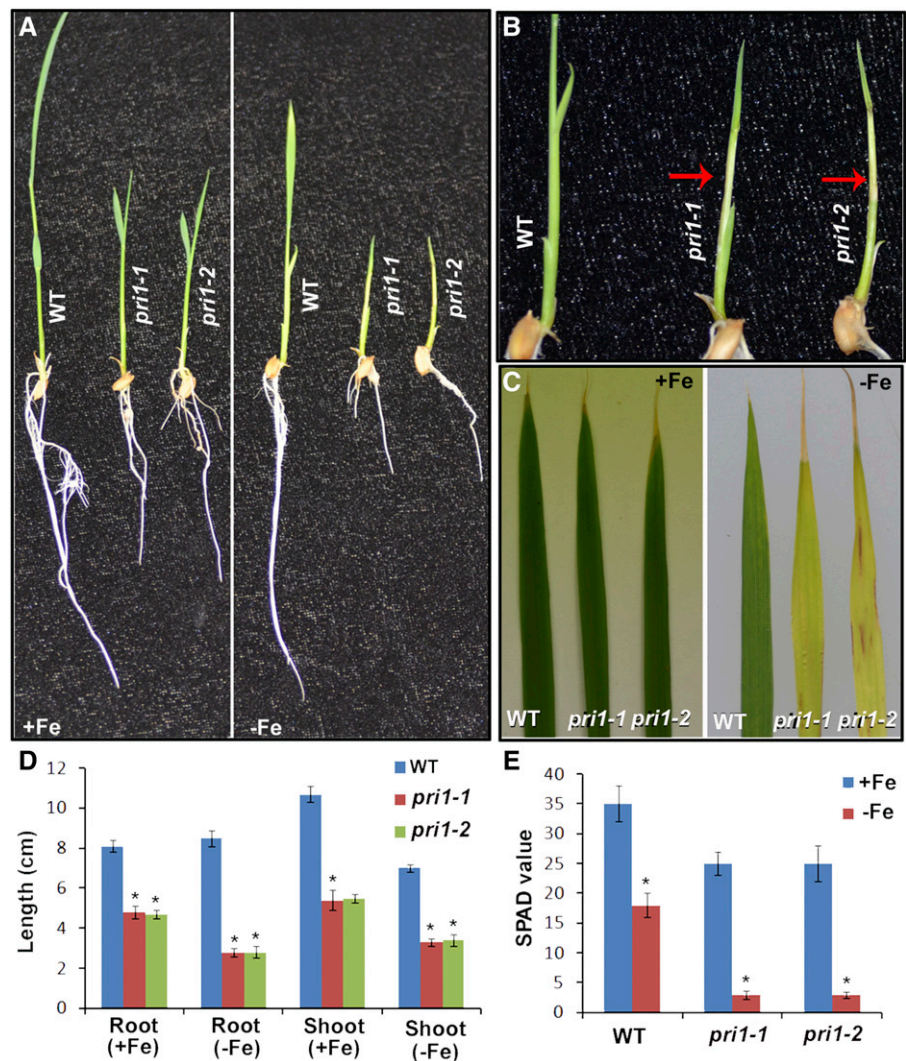 A
WT
pri1-1
pri1-2
WT
pri1-1
pri1-2
+Fe
-Fe
B
WT
pri1-1
pri1-2
C
+Fe
-Fe
WT
pri1-1
pri1-2
WT
pri1-1
pri1-2
D
12
10
8
6
4
2
0
Length (cm)
WT
pri1-1
pri1-2
* * * * * * *
Root (+Fe)
Root (-Fe)
Shoot (+Fe)
Shoot (-Fe)
E
40
35
30
25
20
15
10
5
0
SPAD value
+Fe
-Fe
* * *
WT
pri1-1
pri1-2